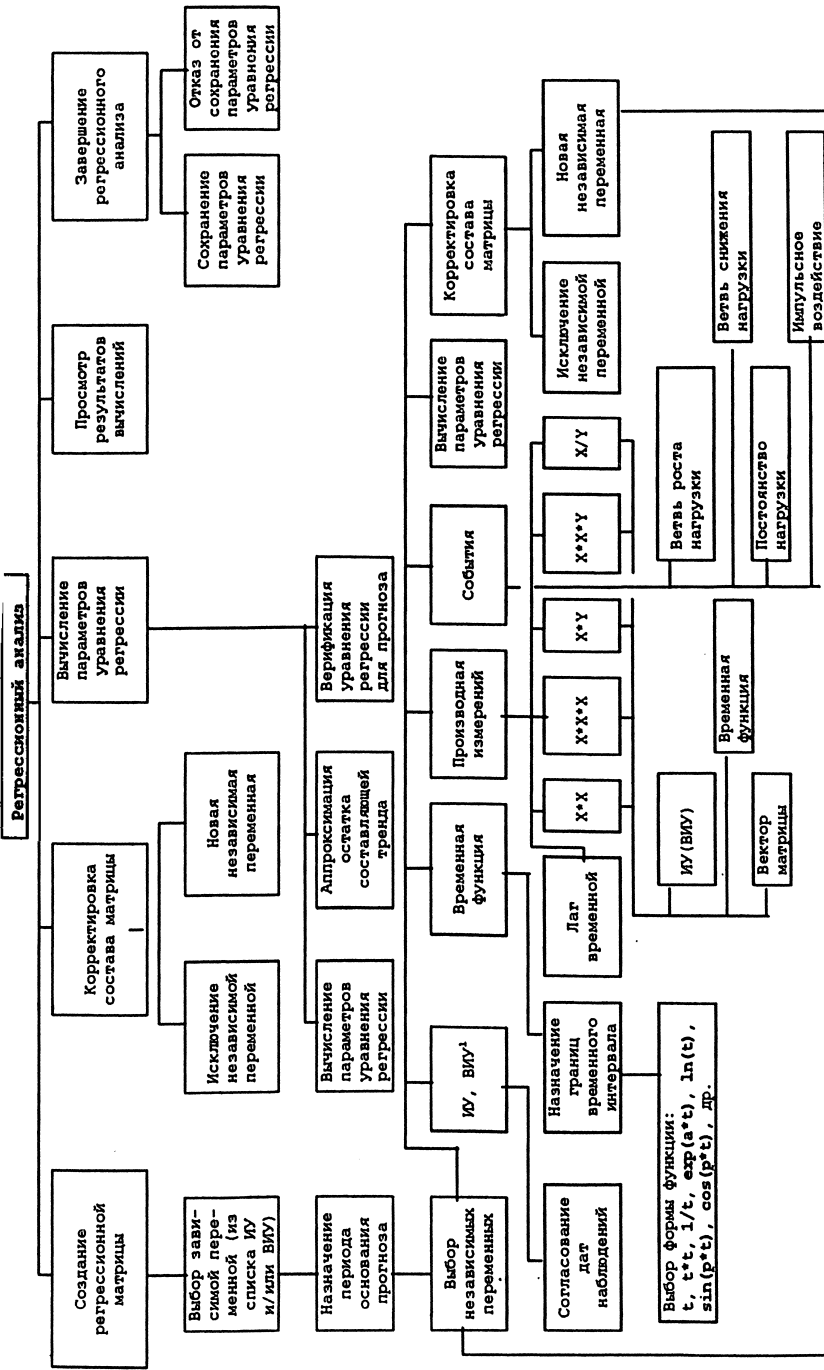 Регрессионный анализ
Создание
регрессионной
матрицы
Корректировка
состава матрицы
Вычисление
параметров
уравнения
регрессии
Просмотр
результатов
вычислений
Завершение
регрессионного
анализа
Выбор зави-
симой пере-
менной (из
списка ИУ
и/или ВИУ)
Исключение
независимой
переменной
Новая
независимая
переменная
Сохранение
параметров
уравнения
регрессии
Отказ от
сохранения
параметров
уравнения
регрессии
Назначение
периода
основания
прогноза
Вычисление
параметров
уравнения
регрессии
Аппроксимация
остатка
составляющей
тренда
Верификация
уравнения
регрессии
для прогноза
Выбор
независимых
переменных
ИУ, ВИУ¹
Временная
функция
Производная
измерений
События
Вычисление
параметров
уравнения
регрессии
Корректировка
состава
матрицы
Согласование
дат
наблюдений
Назначение
границ
временного
интервала
Лаг
временной
X*X
X*X*X
X*Y
X*X*Y
X/Y
Исключение
независимой
переменной
Новая
независимая
переменная
Выбор формы функции:
t, t*t, 1/t, exp(a*t), ln(t),
sin(p*t), cos(p*t), др.
ИУ(ВИУ)
Временная
функция
Вектор
матрицы
Ветвь роста
нагрузки
Ветвь снижения
нагрузки
Постоянство
нагрузки
Импульсное
воздействие